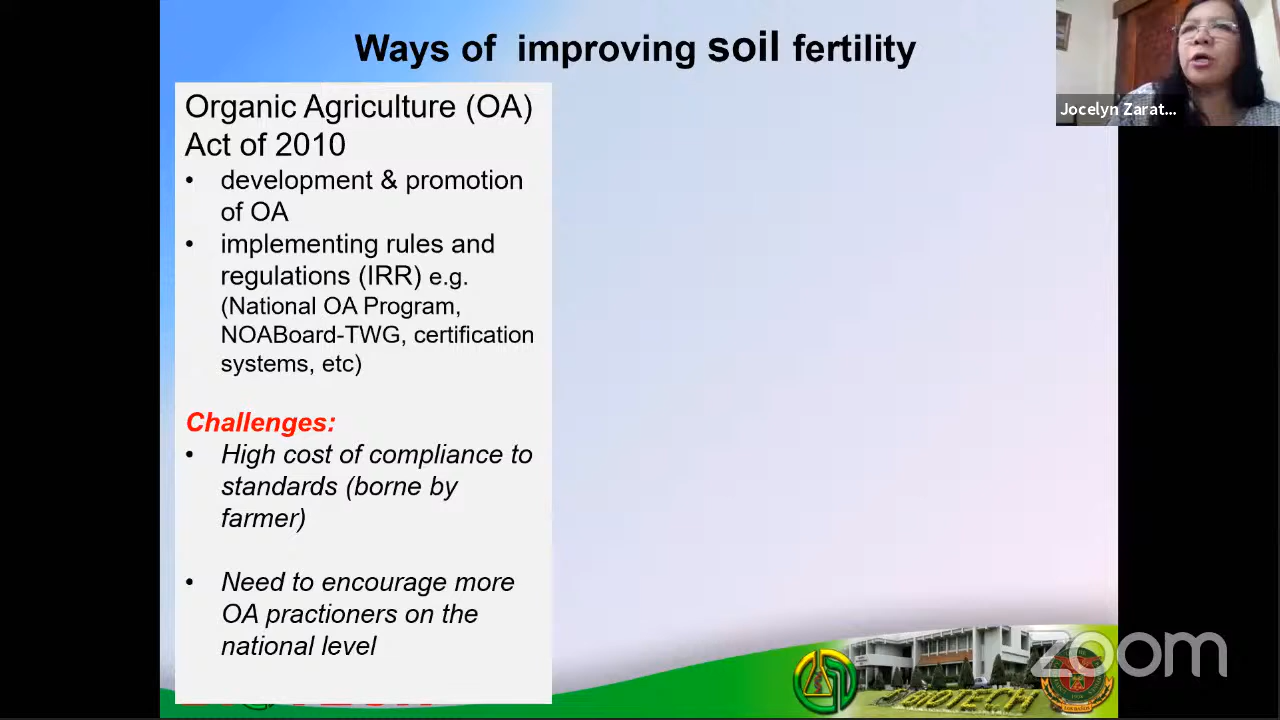 Ways of improving soil fertility
Jocelyn Zarat...
Organic Agriculture (OA)
Act of 2010
• development & promotion
of OA
• implementing rules and
regulations (IRR) e.g.
(National OA Program,
NOABoard-TWG, certification
systems, etc)
Challenges:
• High cost of compliance to
standards (borne by
farmer)
• Need to encourage more
OA practioners on the
national level
zoom